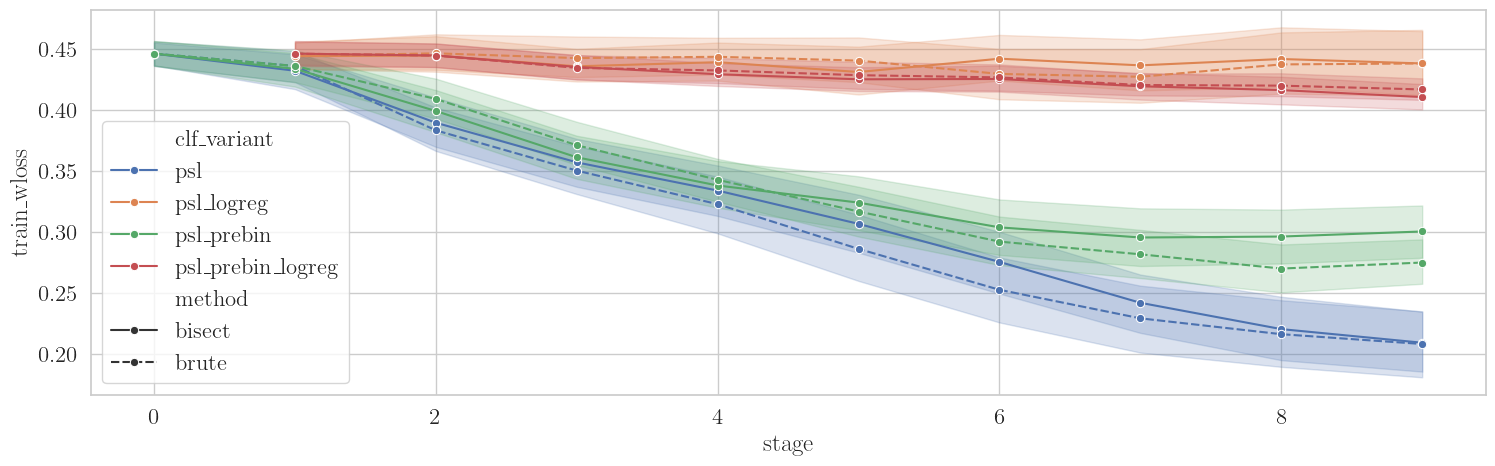 train_wloss
0.45
0.40
0.35
0.30
0.25
0.20
clf_variant
psl
psl_logreg
psl_prebin
psl_prebin_logreg
method
bisect
brute
0 2 4 6 8
stage